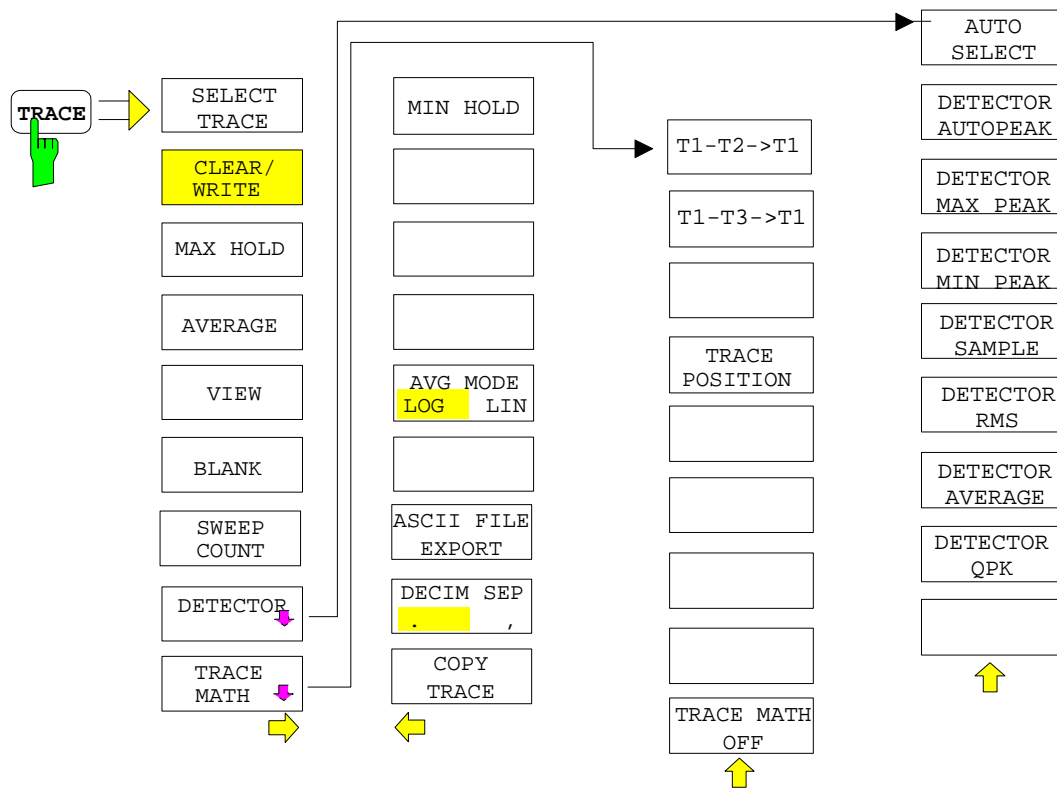 TRACE
SELECT
TRACE
CLEAR/
WRITE
MAX HOLD
AVERAGE
VIEW
BLANK
SWEEP
COUNT
DETECTOR
TRACE
MATH
MIN HOLD
AVG MODE
LOG LIN
ASCII FILE
EXPORT
DECIM SEP
. ,
COPY
TRACE
T1-T2->T1
T1-T3->T1
TRACE
POSITION
TRACE MATH
OFF
AUTO
SELECT
DETECTOR
AUTOPEAK
DETECTOR
MAX PEAK
DETECTOR
MIN PEAK
DETECTOR
SAMPLE
DETECTOR
RMS
DETECTOR
AVERAGE
DETECTOR
QPK